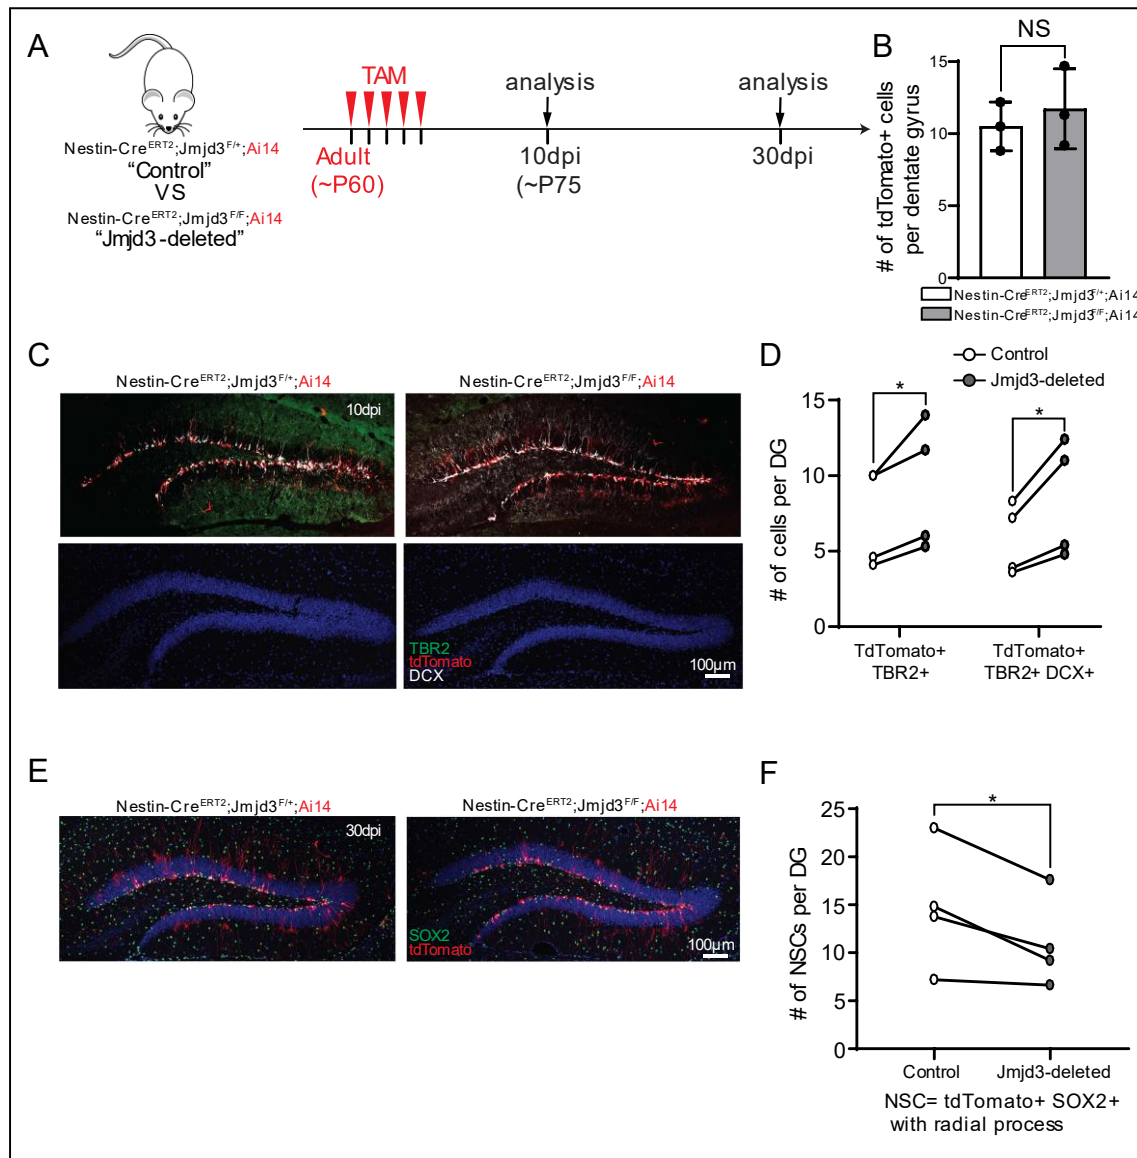 A
Nestin-CreERT2;Jmjd3F/+;Ai14
“Control”
VS
Nestin-CreERT2;Jmjd3F/F;Ai14
“Jmjd3-deleted”
TAM
Adult
(~P60)
analysis
10dpi
(~P75)
analysis
30dpi
B
NS
# of tdTomato+ cells
per dentate gyrus
15
10
5
0
Nestin-CreERT2;Jmjd3F/+;Ai14
Nestin-CreERT2;Jmjd3F/F;Ai14
C
Nestin-CreERT2;Jmjd3F/+;Ai14
Nestin-CreERT2;Jmjd3F/F;Ai14
10dpi
TBR2
tdTomato
DCX
100µm
D
Control
Jmjd3-deleted
# of cells per DG
15
10
5
0
*
*
TdTomato+
TBR2+
TdTomato+
TBR2+ DCX+
E
Nestin-CreERT2;Jmjd3F/+;Ai14
Nestin-CreERT2;Jmjd3F/F;Ai14
30dpi
SOX2
tdTomato
100µm
F
# of NSCs per DG
25
20
15
10
5
0
*
Control
Jmjd3-deleted
NSC= tdTomato+ SOX2+
with radial process